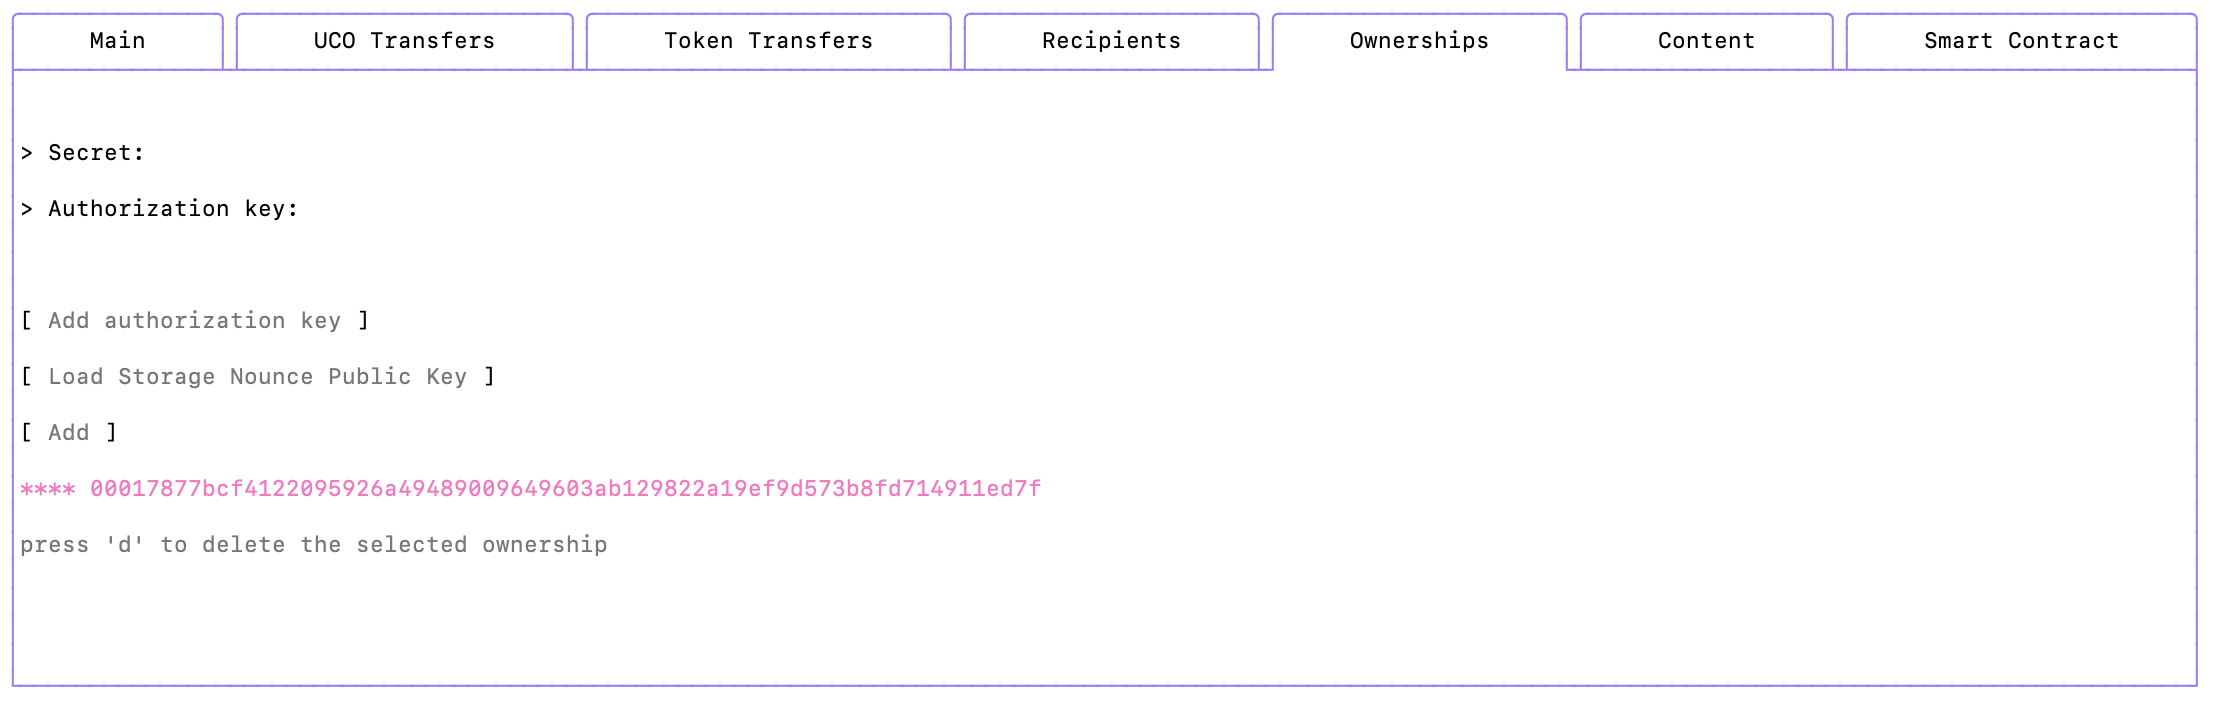 Main UCO Transfers Token Transfers Recipients Ownerships Content Smart Contract
> Secret:
> Authorization key:
[ Add authorization key ]
[ Load Storage Nounce Public Key ]
[ Add ]
**** 00017877bcf4122095926a49489009649603ab129822a19ef9d573b8fd714911ed7f
press 'd' to delete the selected ownership